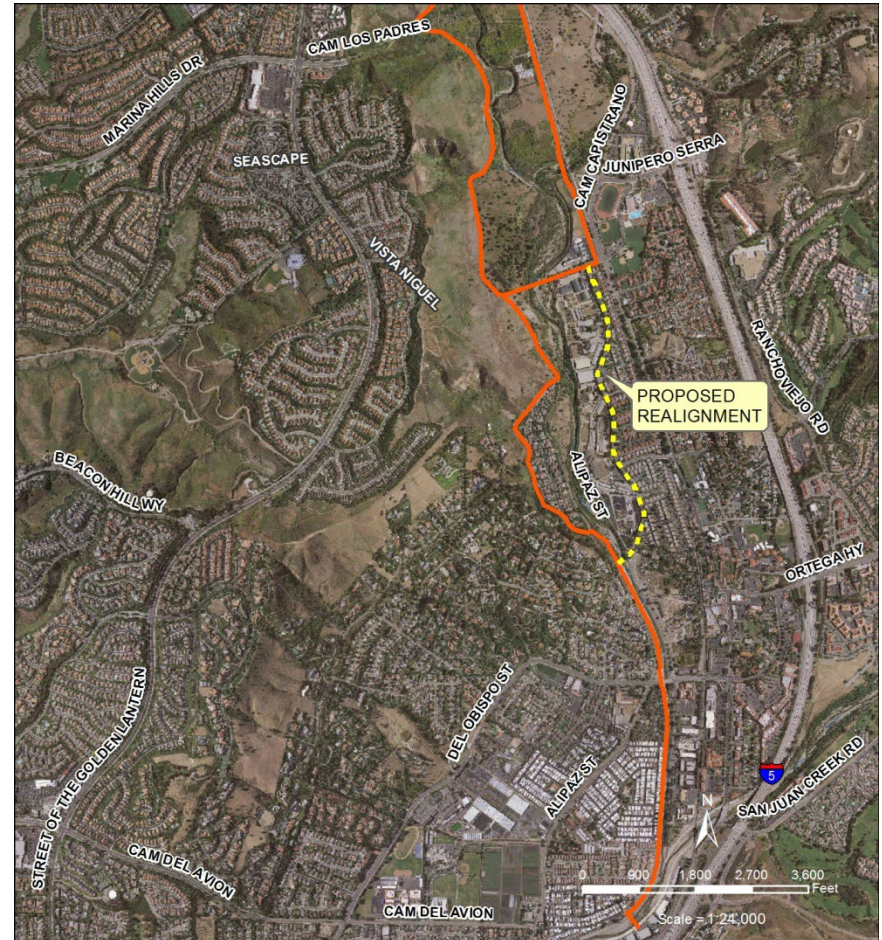 CAM LOS PADRES
MARINA HILLS DR
SEASCAPE
VISTA NIGUEL
CAM CAPISTRANO
JUNIPERO SERRA
RANCHOVIEJO RD
PROPOSED
REALIGNMENT
BEACON HILL WY
ALIPAZ ST
ORTEGA HY
STREET OF THE GOLDEN LANTERN
DEL OBISPO ST
ALIPAZ ST
5
SAN JUAN CREEK RD
N
CAM DEL AVION
CAM DEL AVION
0 900 1,800 2,700 3,600
Feet
Scale = 1:24,000